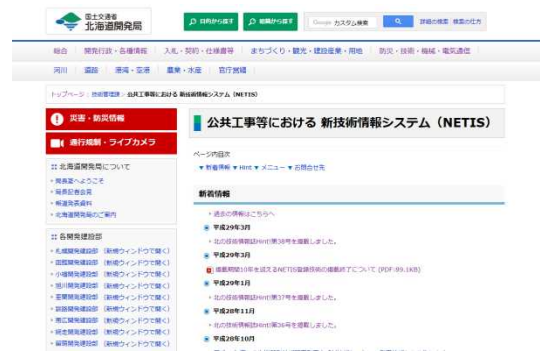 国土交通省
北海道開発局
目的から探す
組織から探す
Google カスタム検索
詳細の検索 検索の仕方
総合
開発行政・各種情報
入札・契約・仕様書等
まちづくり・観光・建設産業・用地
防災・技術・機械・電気通信
河川
道路
港湾・空港
農業・水産
官庁営繕
トップページ
技術管理課
公共工事等における 新技術情報システム(NETIS)
災害・防災情報
通行規制・ライブカメラ
公共工事等における 新技術情報システム(NETIS)
ページ内目次
▼新着情報 ▼Hint ▼メニュー ▼お問合せ先
北海道開発局について
局長室へようこそ
局長記者会見
報道発表資料
北海道開発局のご案内
新着情報
過去の情報はこちらへ
平成29年3月
北の技術情報誌Hint!第38号を掲載しました。
平成29年3月
掲載期間10年を迎えるNETIS登録技術の掲載終了について (PDF:99.1KB)
平成29年1月
北の技術情報誌Hint!第37号を掲載しました。
平成28年11月
北の技術情報誌Hint!第36号を掲載しました。
平成28年10月
各開発建設部
札幌開発建設部 (新規ウィンドウで開く)
函館開発建設部 (新規ウィンドウで開く)
小樽開発建設部 (新規ウィンドウで開く)
旭川開発建設部 (新規ウィンドウで開く)
室蘭開発建設部 (新規ウィンドウで開く)
釧路開発建設部 (新規ウィンドウで開く)
帯広開発建設部 (新規ウィンドウで開く)
網走開発建設部 (新規ウィンドウで開く)
留萌開発建設部 (新規ウィンドウで開く)